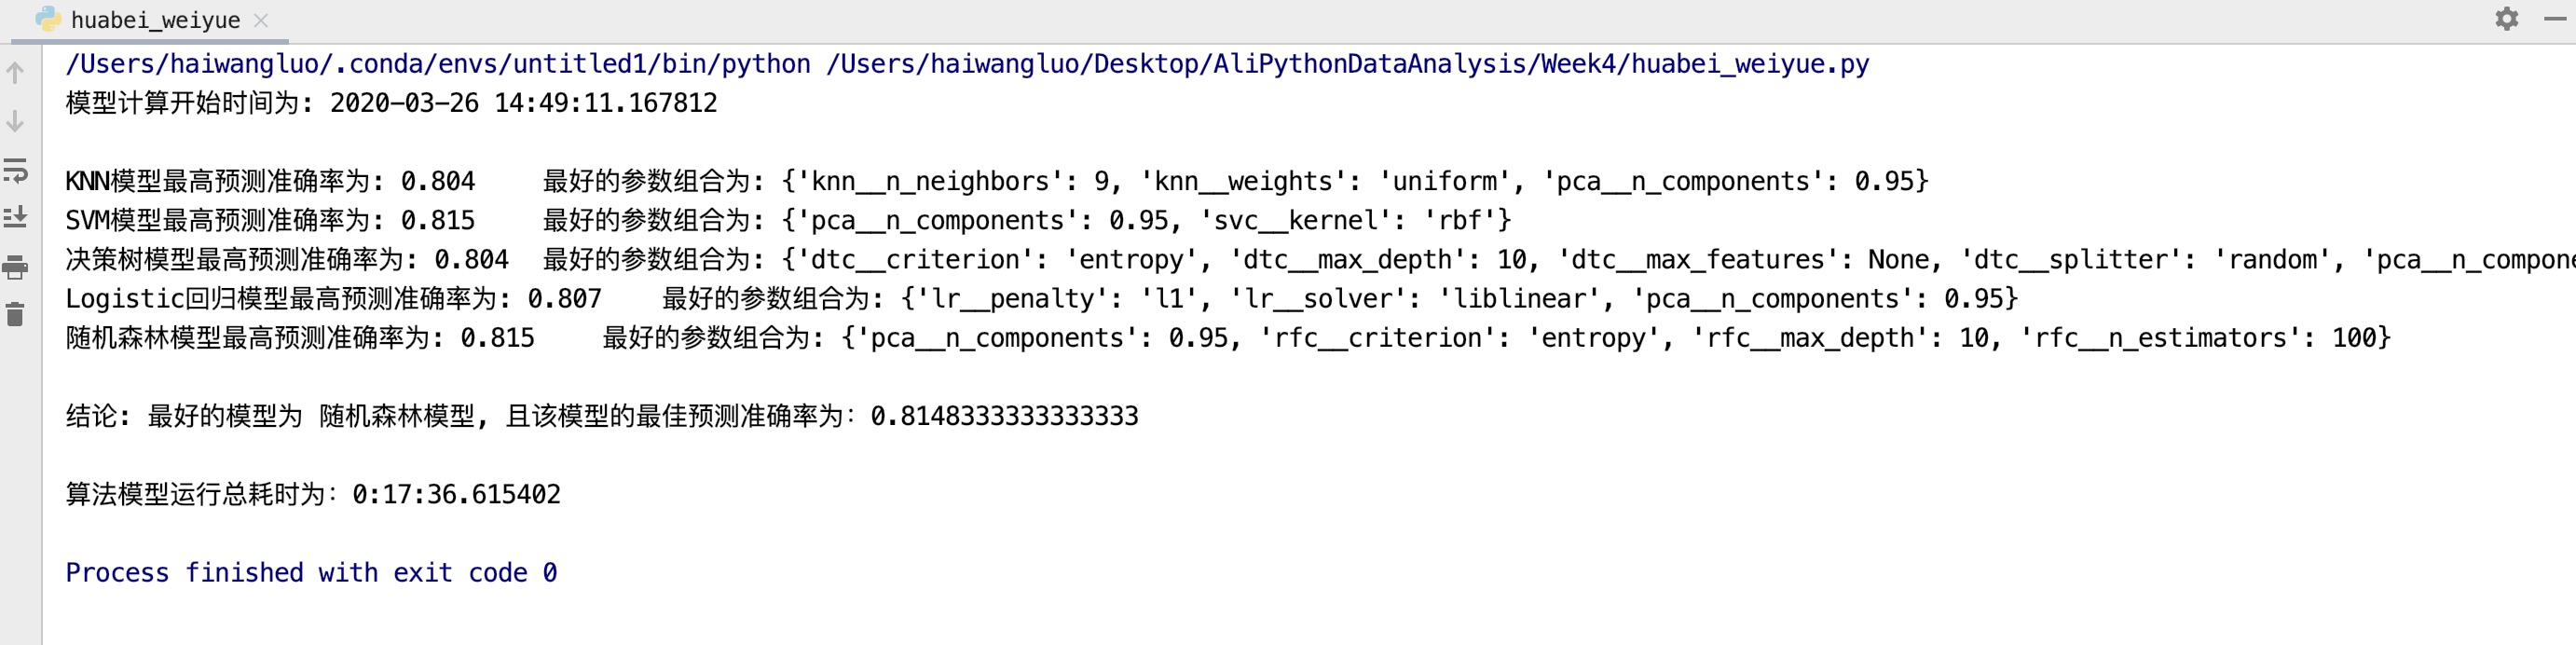 huabei_weiyue
/Users/haiwangluo/.conda/envs/untitled1/bin/python /Users/haiwangluo/Desktop/AliPythonDataAnalysis/Week4/huabei_weiyue.py
模型计算开始时间为: 2020-03-26 14:49:11.167812
KNN模型最高预测准确率为: 0.804 最好的参数组合为: {'knn__n_neighbors': 9, 'knn__weights': 'uniform', 'pca__n_components': 0.95}
SVM模型最高预测准确率为: 0.815 最好的参数组合为: {'pca__n_components': 0.95, 'svc__kernel': 'rbf'}
决策树模型最高预测准确率为: 0.804 最好的参数组合为: {'dtc__criterion': 'entropy', 'dtc__max_depth': 10, 'dtc__max_features': None, 'dtc__splitter': 'random', 'pca__n_compone
Logistic回归模型最高预测准确率为: 0.807 最好的参数组合为: {'lr__penalty': 'l1', 'lr__solver': 'liblinear', 'pca__n_components': 0.95}
随机森林模型最高预测准确率为: 0.815 最好的参数组合为: {'pca__n_components': 0.95, 'rfc__criterion': 'entropy', 'rfc__max_depth': 10, 'rfc__n_estimators': 100}
结论: 最好的模型为 随机森林模型, 且该模型的最佳预测准确率为：0.8148333333333333
算法模型运行总耗时为：0:17:36.615402
Process finished with exit code 0